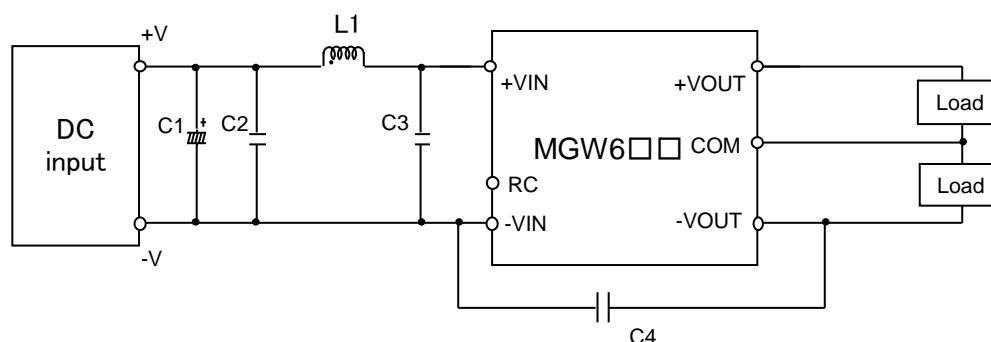 +V
L1
+VIN
+VOUT
Load
DC
input
C1
+
C2
C3
MGW6□□
COM
RC
Load
-VIN
-VOUT
-V
C4